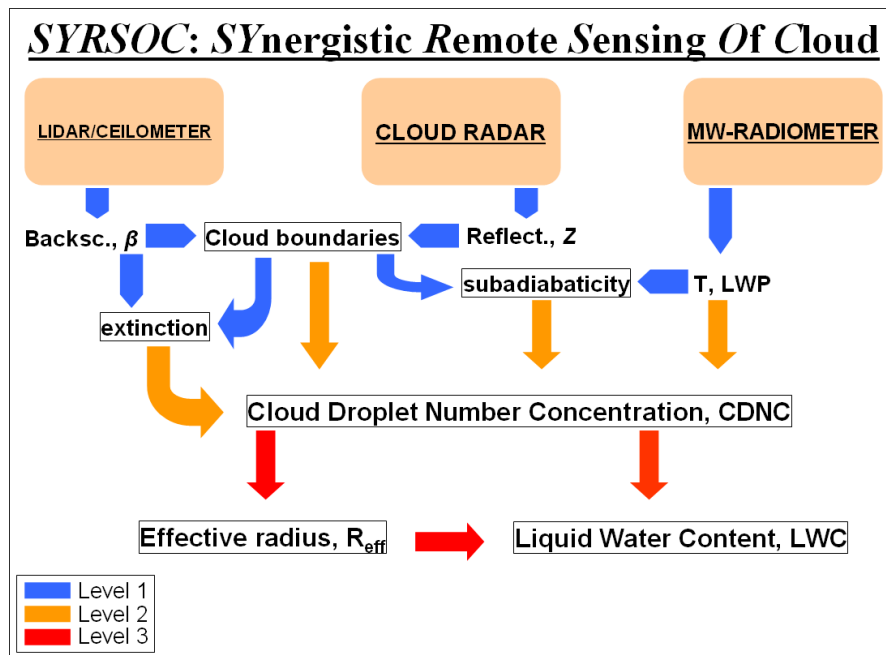 SYRSOC: SYnergistic Remote Sensing Of Cloud
LIDAR/CEILOMETER
CLOUD RADAR
MW-RADIOMETER
Backsc., β
Cloud boundaries
Reflect., Z
subadiabaticity
T, LWP
extinction
Cloud Droplet Number Concentration, CDNC
Effective radius, Reff
Liquid Water Content, LWC
Level 1
Level 2
Level 3